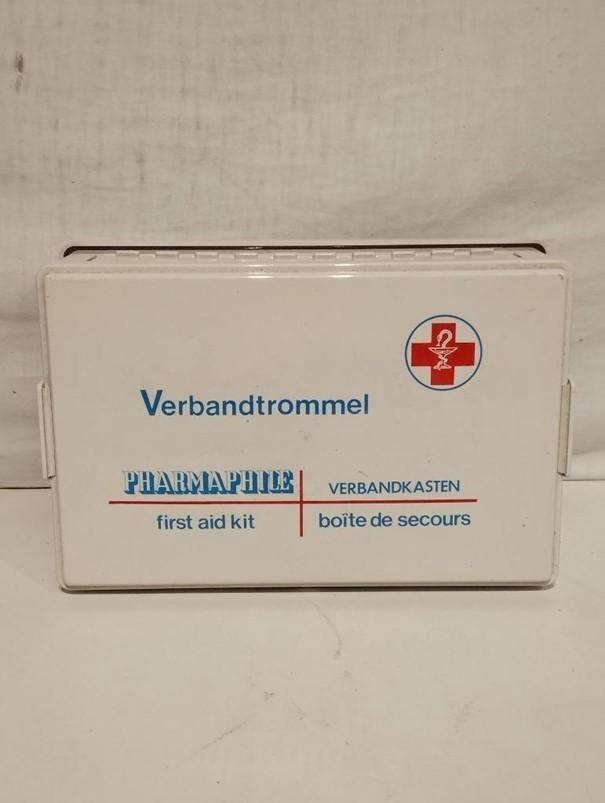 Verbandtrommel
PHARMAPHILE
VERBANDKASTEN
first aid kit
boîte de secours